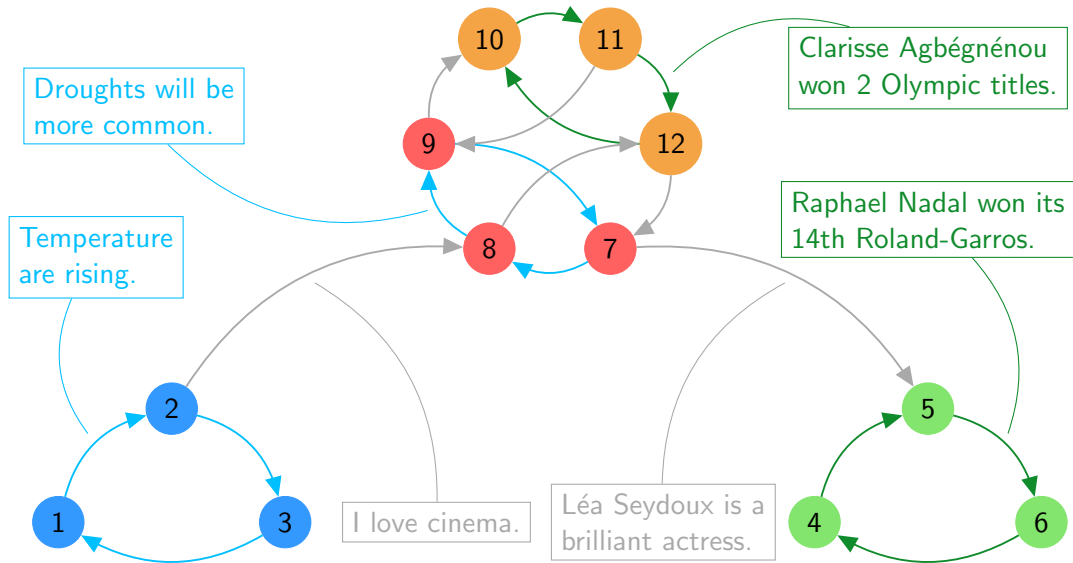 10
11
Clarisse Agbégnénou
won 2 Olympic titles.
Droughts will be
more common.
9
12
Raphael Nadal won its
14th Roland-Garros.
Temperature
are rising.
8
7
2
5
1
3
I love cinema.
Léa Seydoux is a
brilliant actress.
4
6